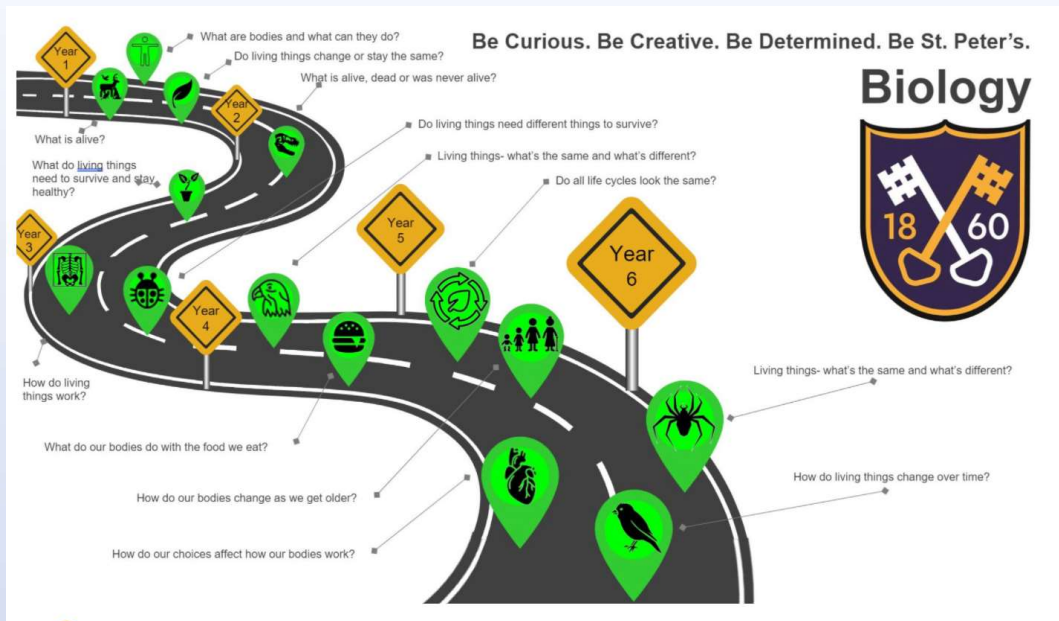 Be Curious. Be Creative. Be Determined. Be St. Peter's.
Biology
18 60
Year
1
What are bodies and what can they do?
Do living things change or stay the same?
What is alive, dead or was never alive?
What is alive?
Year
2
Do living things need different things to survive?
Living things- what's the same and what's different?
Do all life cycles look the same?
What do living things
need to survive and stay
healthy?
Year
3
Year
4
Year
5
Year
6
How do living
things work?
What do our bodies do with the food we eat?
How do our bodies change as we get older?
How do our choices affect how our bodies work?
Living things- what's the same and what's different?
How do living things change over time?